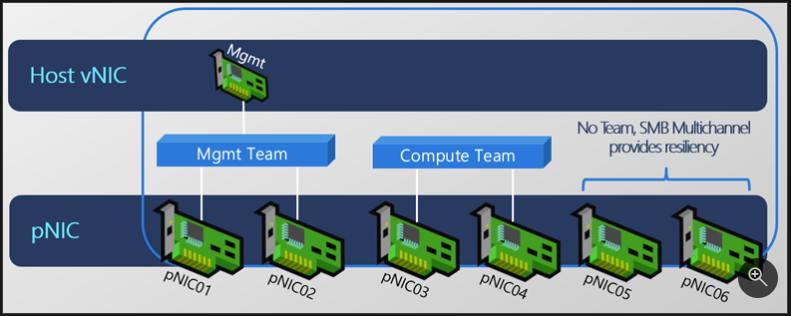 Mgmt
Host vNIC
No Team, SMB Multichannel
provides resiliency
Mgmt Team
Compute Team
pNIC
pNIC01
pNIC02
pNIC03
pNIC04
pNIC05
pNIC06